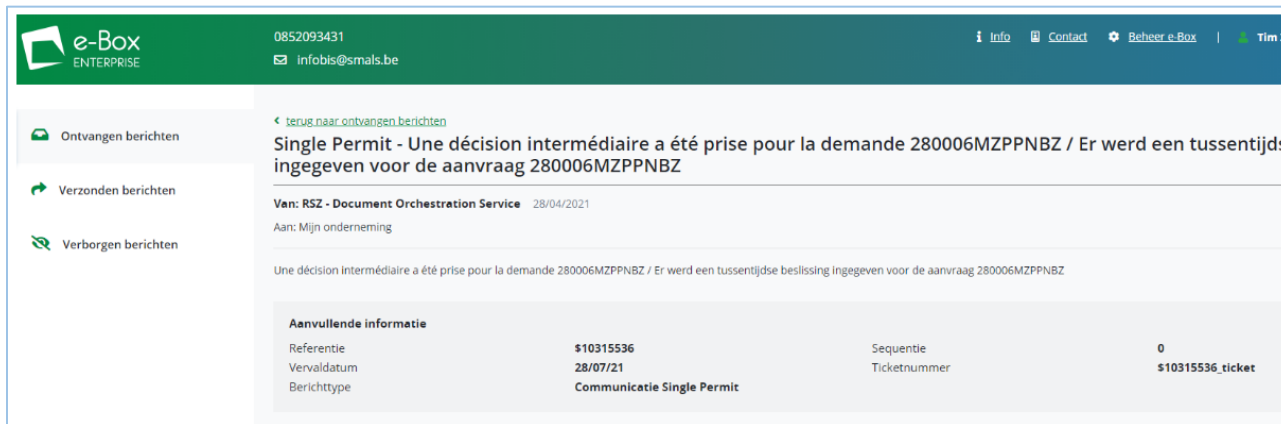 e-Box
ENTERPRISE
0852093431
infobis@smals.be
Info
Contact
Beheer e-Box
|
Tim
Ontvangen berichten
Verzonden berichten
Verborgen berichten
terug naar ontvangen berichten
Single Permit - Une décision intermédiaire a été prise pour la demande 280006MZPPNBZ / Er werd een tussentijds
ingegeven voor de aanvraag 280006MZPPNBZ
Van: RSZ - Document Orchestration Service 28/04/2021
Aan: Mijn onderneming
Une décision intermédiaire a été prise pour la demande 280006MZPPNBZ / Er werd een tussentijdse beslissing ingegeven voor de aanvraag 280006MZPPNBZ
Aanvullende informatie
Referentie $10315536 Sequentie 0
Vervaldatum 28/07/21 Ticketnummer $10315536_ticket
Berichttype Communicatie Single Permit